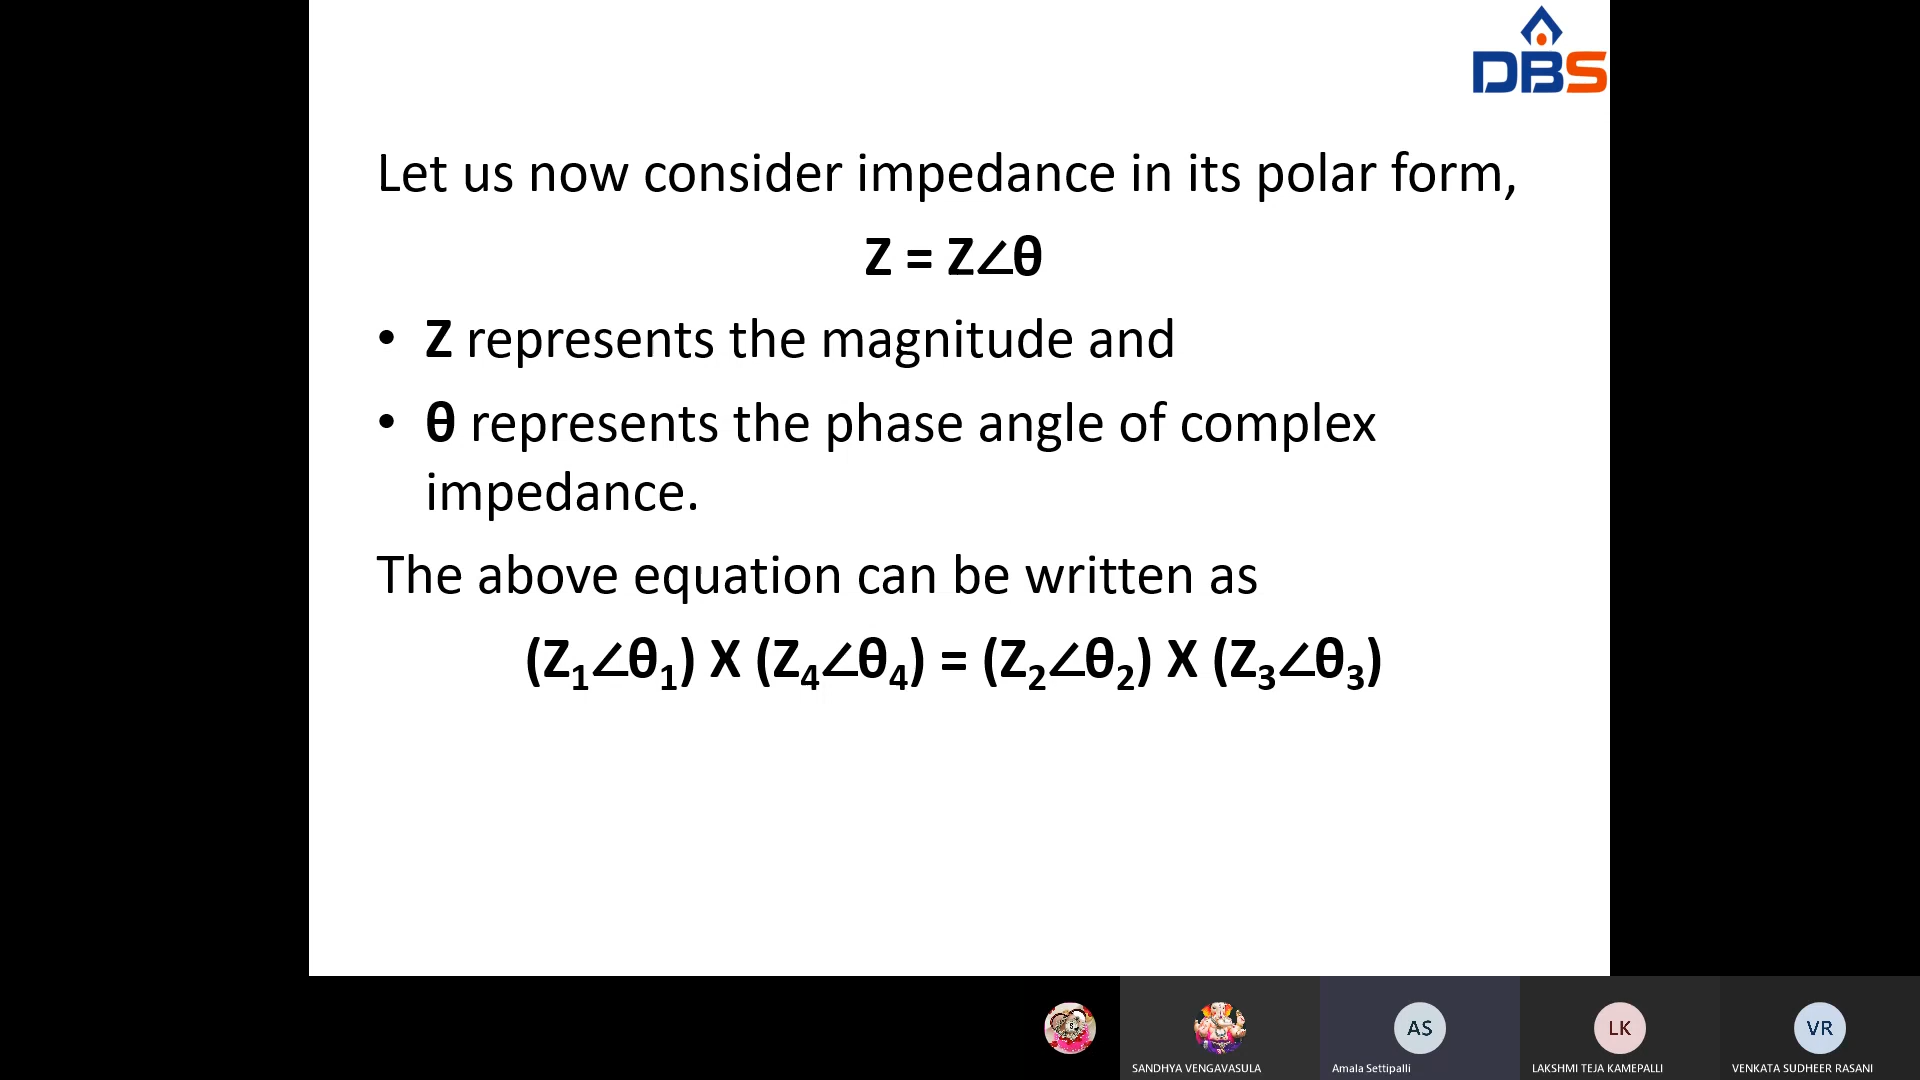 DBS
Let us now consider impedance in its polar form,
Z = Z∠θ
• Z represents the magnitude and
• θ represents the phase angle of complex
impedance.
The above equation can be written as
(Z₁∠θ₁) X (Z₄∠θ₄) = (Z₂∠θ₂) X (Z₃∠θ₃)
AS
LK
VR
SANDHYA VENGAVASULA
Amala Settipalli
LAKSHMI TEJA KAMEPALLI
VENKATA SUDHEER RASANI